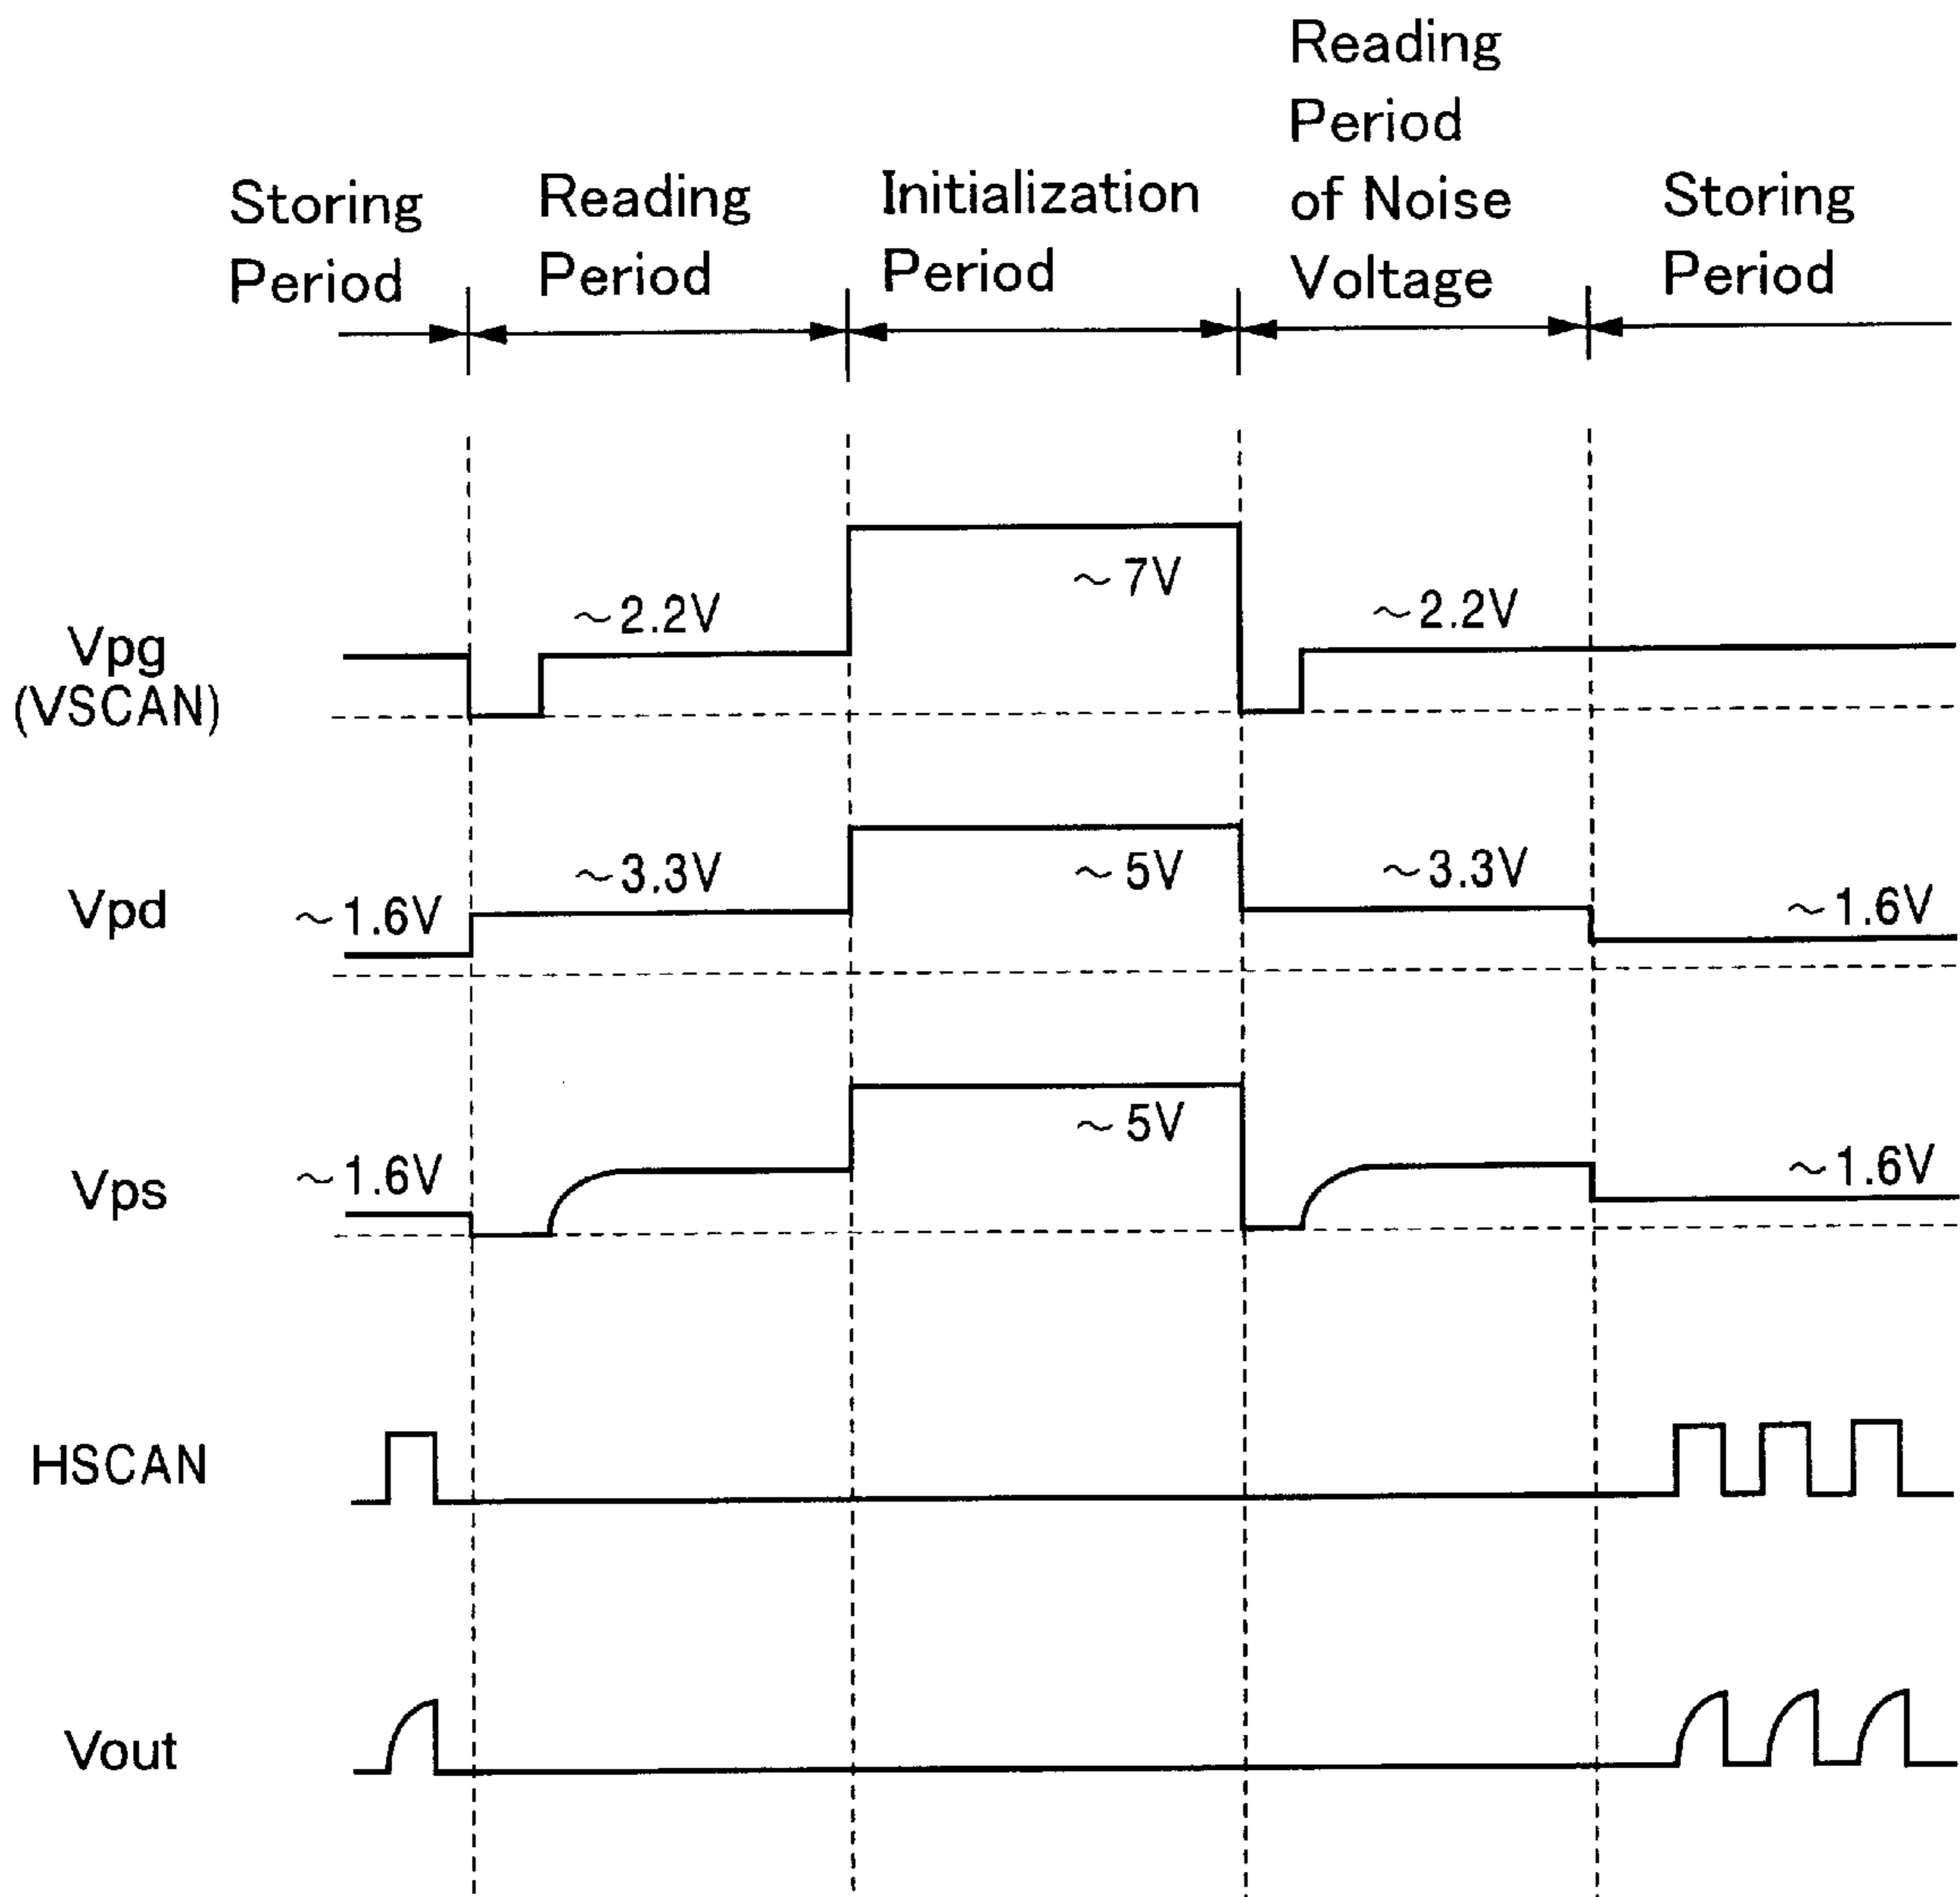 Storing
Period
Reading
Period
Initialization
Period
Reading
Period
of Noise
Voltage
Storing
Period
Vpg
(VSCAN)
~2.2V
~7V
~2.2V
Vpd
~1.6V
~3.3V
~5V
~3.3V
~1.6V
Vps
~1.6V
~5V
~1.6V
HSCAN
Vout